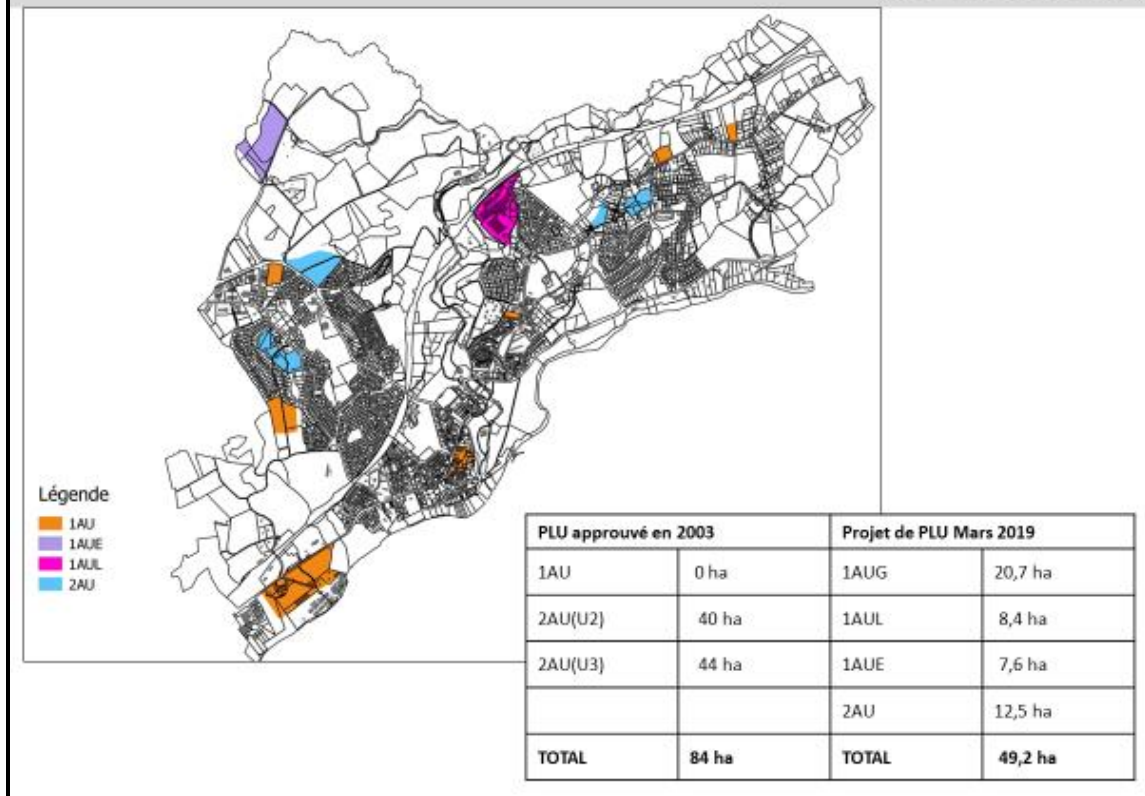 Légende
1AU
1AUE
1AUL
2AU
PLU approuvé en 2003 Projet de PLU Mars 2019
1AU 0 ha 1AUG 20,7 ha
2AU(U2) 40 ha 1AUL 8,4 ha
2AU(U3) 44 ha 1AUE 7,6 ha
2AU 12,5 ha
TOTAL 84 ha TOTAL 49,2 ha